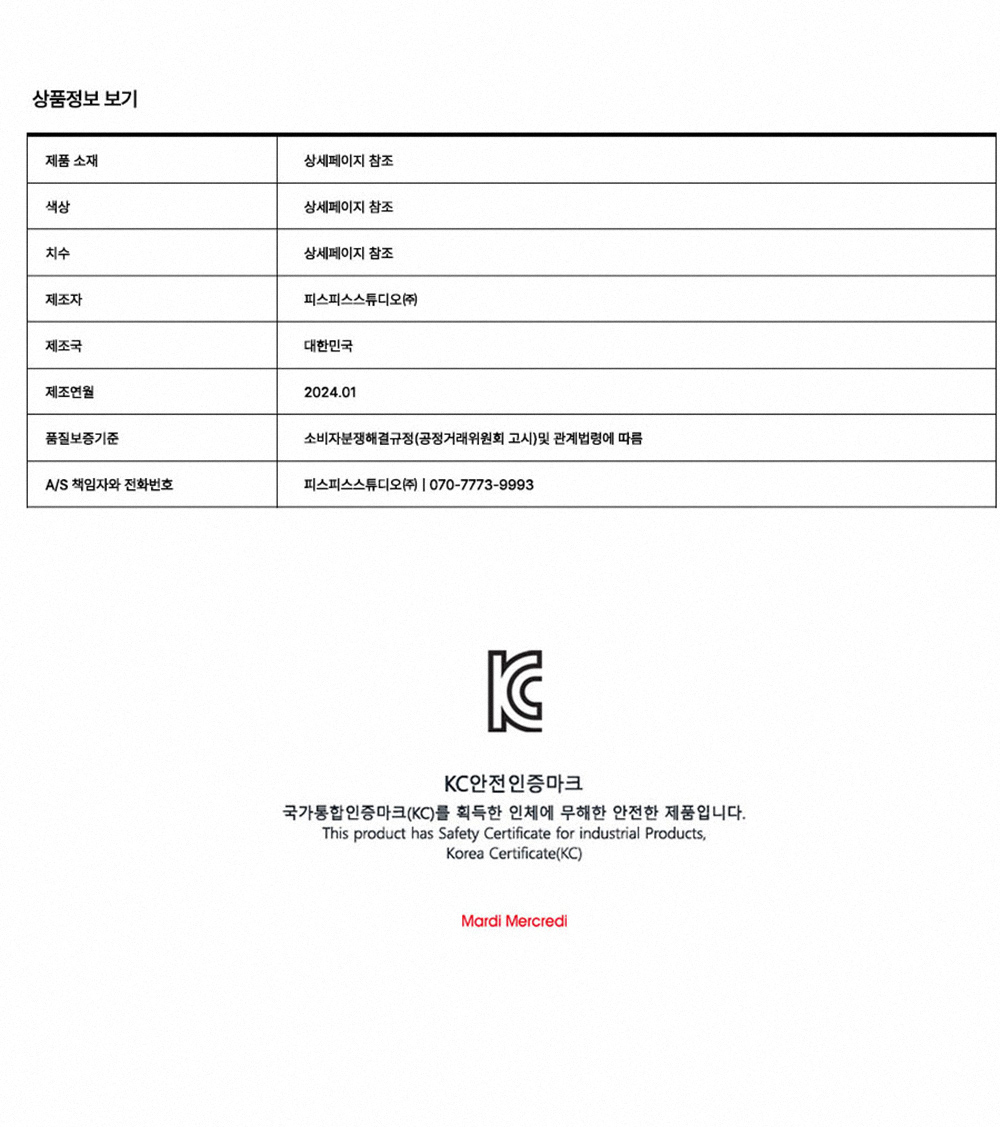 상품정보 보기
제품 소재 상세페이지 참조
색상 상세페이지 참조
치수 상세페이지 참조
제조자 피스피스스튜디오㈜
제조국 대한민국
제조연월 2024.01
품질보증기준 소비자분쟁해결규정(공정거래위원회 고시)및 관계법령에 따름
A/S 책임자와 전화번호 피스피스스튜디오㈜ | 070-7773-9993
KC
KC안전인증마크
국가통합인증마크(KC)를 획득한 인체에 무해한 안전한 제품입니다.
This product has Safety Certificate for industrial Products,
Korea Certificate(KC)
Mardi Mercredi